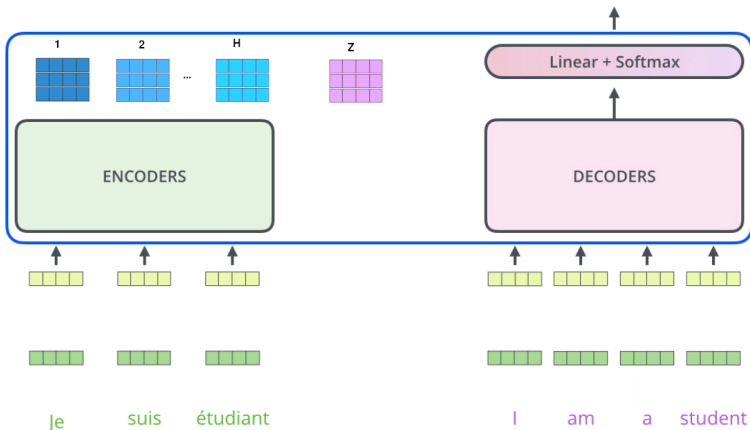 1 2 ... H Z
Linear + Softmax
ENCODERS
DECODERS
Je suis étudiant
I am a student